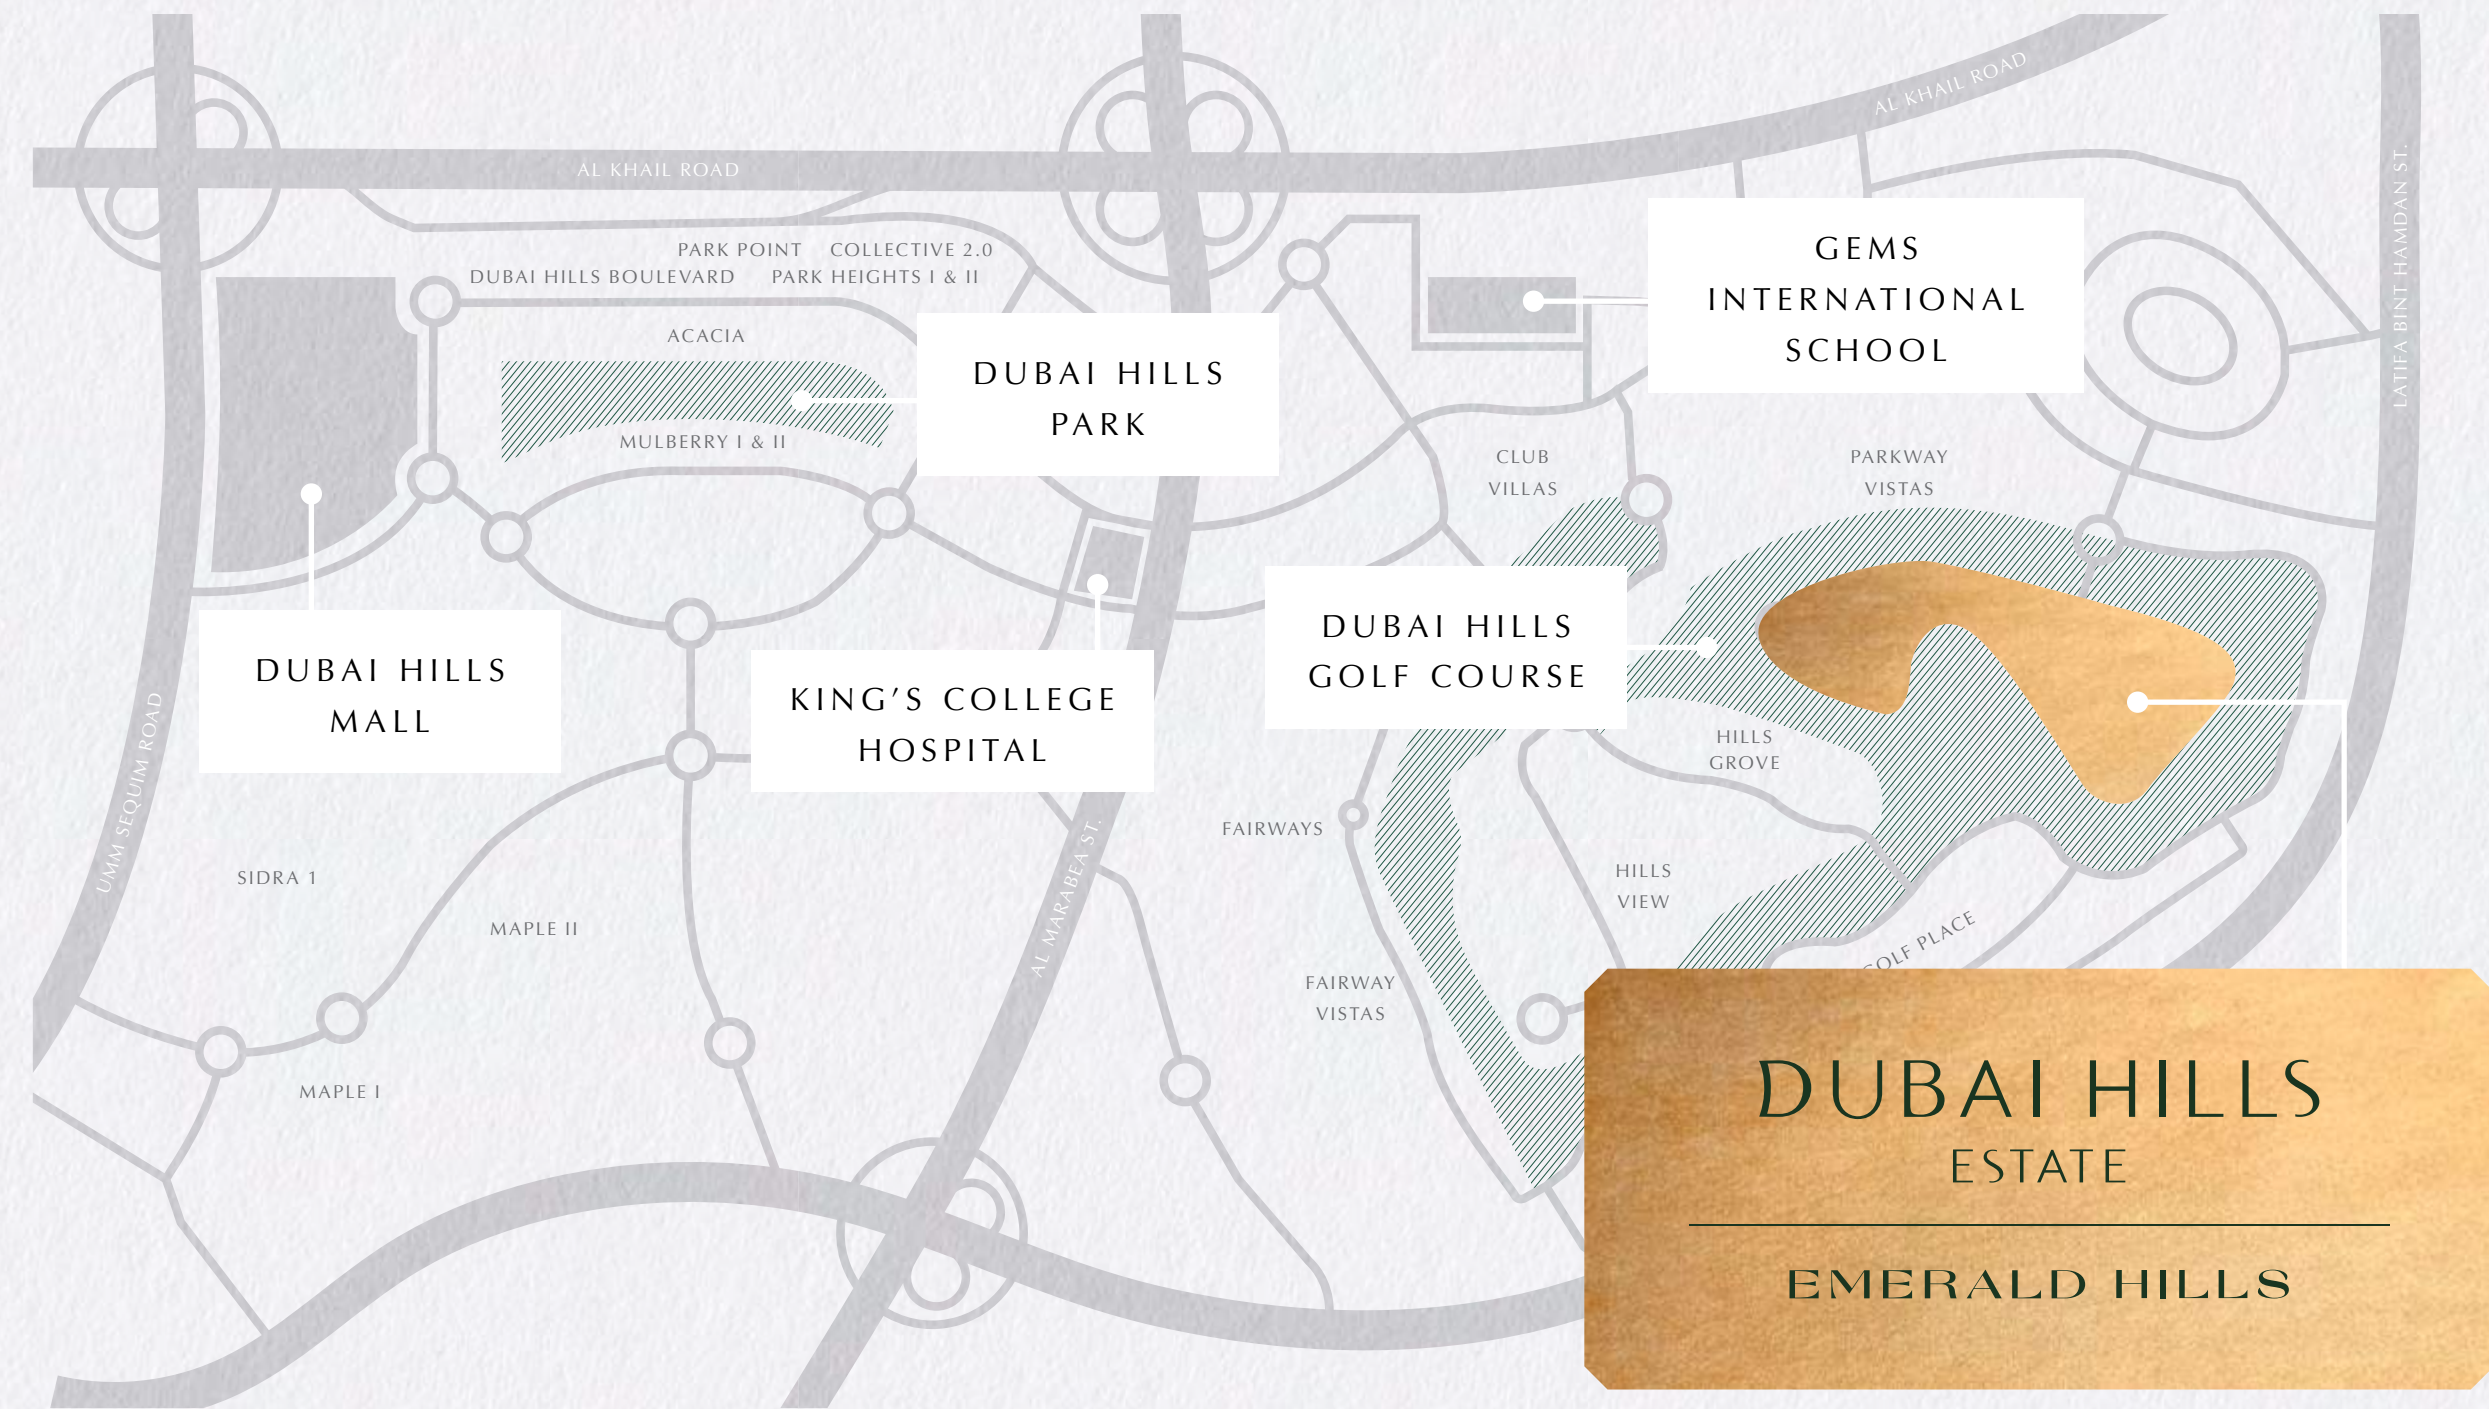 AL KHAIL ROAD
AL KHAIL ROAD
LATIFA BINT HAMDAN ST.
PARK POINT
COLLECTIVE 2.0
DUBAI HILLS BOULEVARD
PARK HEIGHTS I & II
ACACIA
MULBERRY I & II
DUBAI HILLS
PARK
GEMS
INTERNATIONAL
SCHOOL
CLUB
VILLAS
PARKWAY
VISTAS
DUBAI HILLS
MALL
KING'S COLLEGE
HOSPITAL
DUBAI HILLS
GOLF COURSE
UMM SEQUIM ROAD
HILLS
GROVE
FAIRWAYS
SIDRA 1
MAPLE II
AL MARABEA ST.
HILLS
VIEW
GOLF PLACE
FAIRWAY
VISTAS
MAPLE I
DUBAI HILLS
ESTATE
EMERALD HILLS